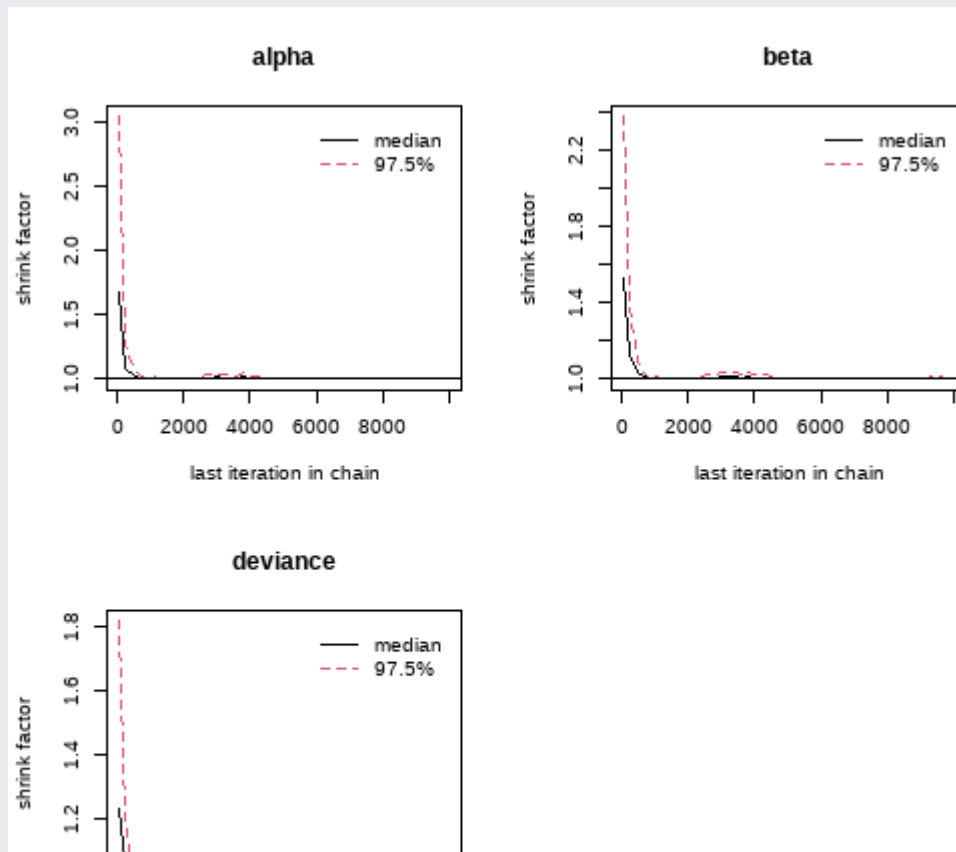 alpha
3.0
2.5
2.0
1.5
1.0
shrink factor
median
97.5%
0 2000 4000 6000 8000
last iteration in chain
beta
2.2
1.8
1.4
1.0
shrink factor
median
97.5%
0 2000 4000 6000 8000
last iteration in chain
deviance
1.8
1.6
1.4
1.2
shrink factor
median
97.5%